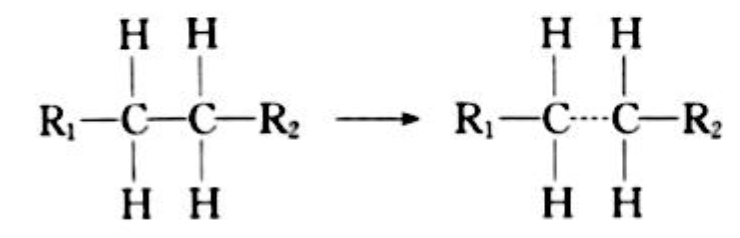 H H H H
R₁—C—C—R₂ ⟶ R₁—C----C—R₂
H H H H